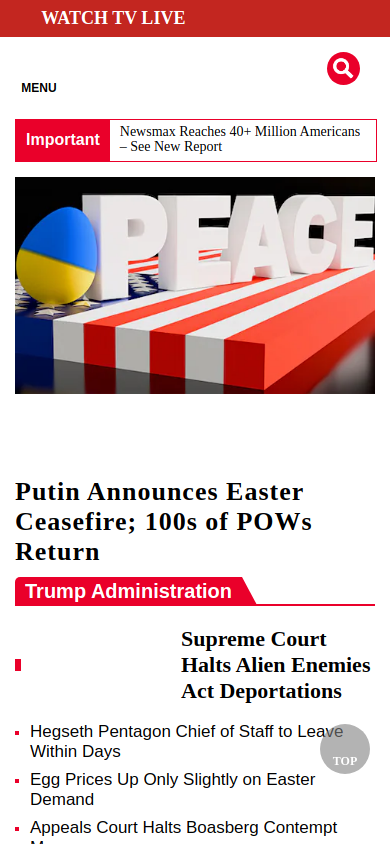 WATCH TV LIVE
MENU
Important
Newsmax Reaches 40+ Million Americans
– See New Report
PEACE
Putin Announces Easter
Ceasefire; 100s of POWs
Return
Trump Administration
Supreme Court
Halts Alien Enemies
Act Deportations
Hegseth Pentagon Chief of Staff to Leave
Within Days
TOP
Egg Prices Up Only Slightly on Easter
Demand
Appeals Court Halts Boasberg Contempt